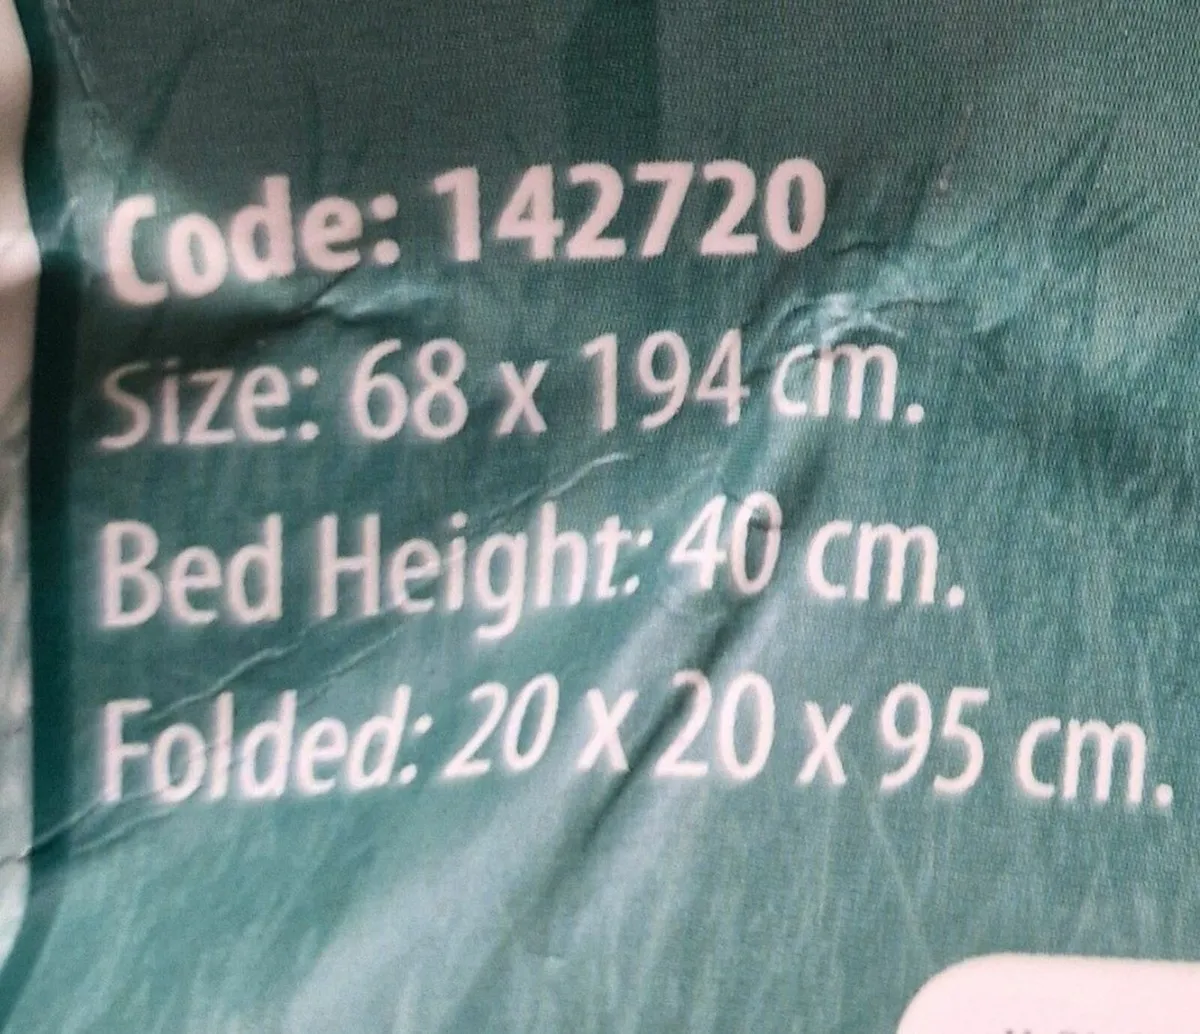 Code: 142720
Size: 68 x 194 cm.
Bed Height: 40 cm.
Folded: 20 x 20 x 95 cm.